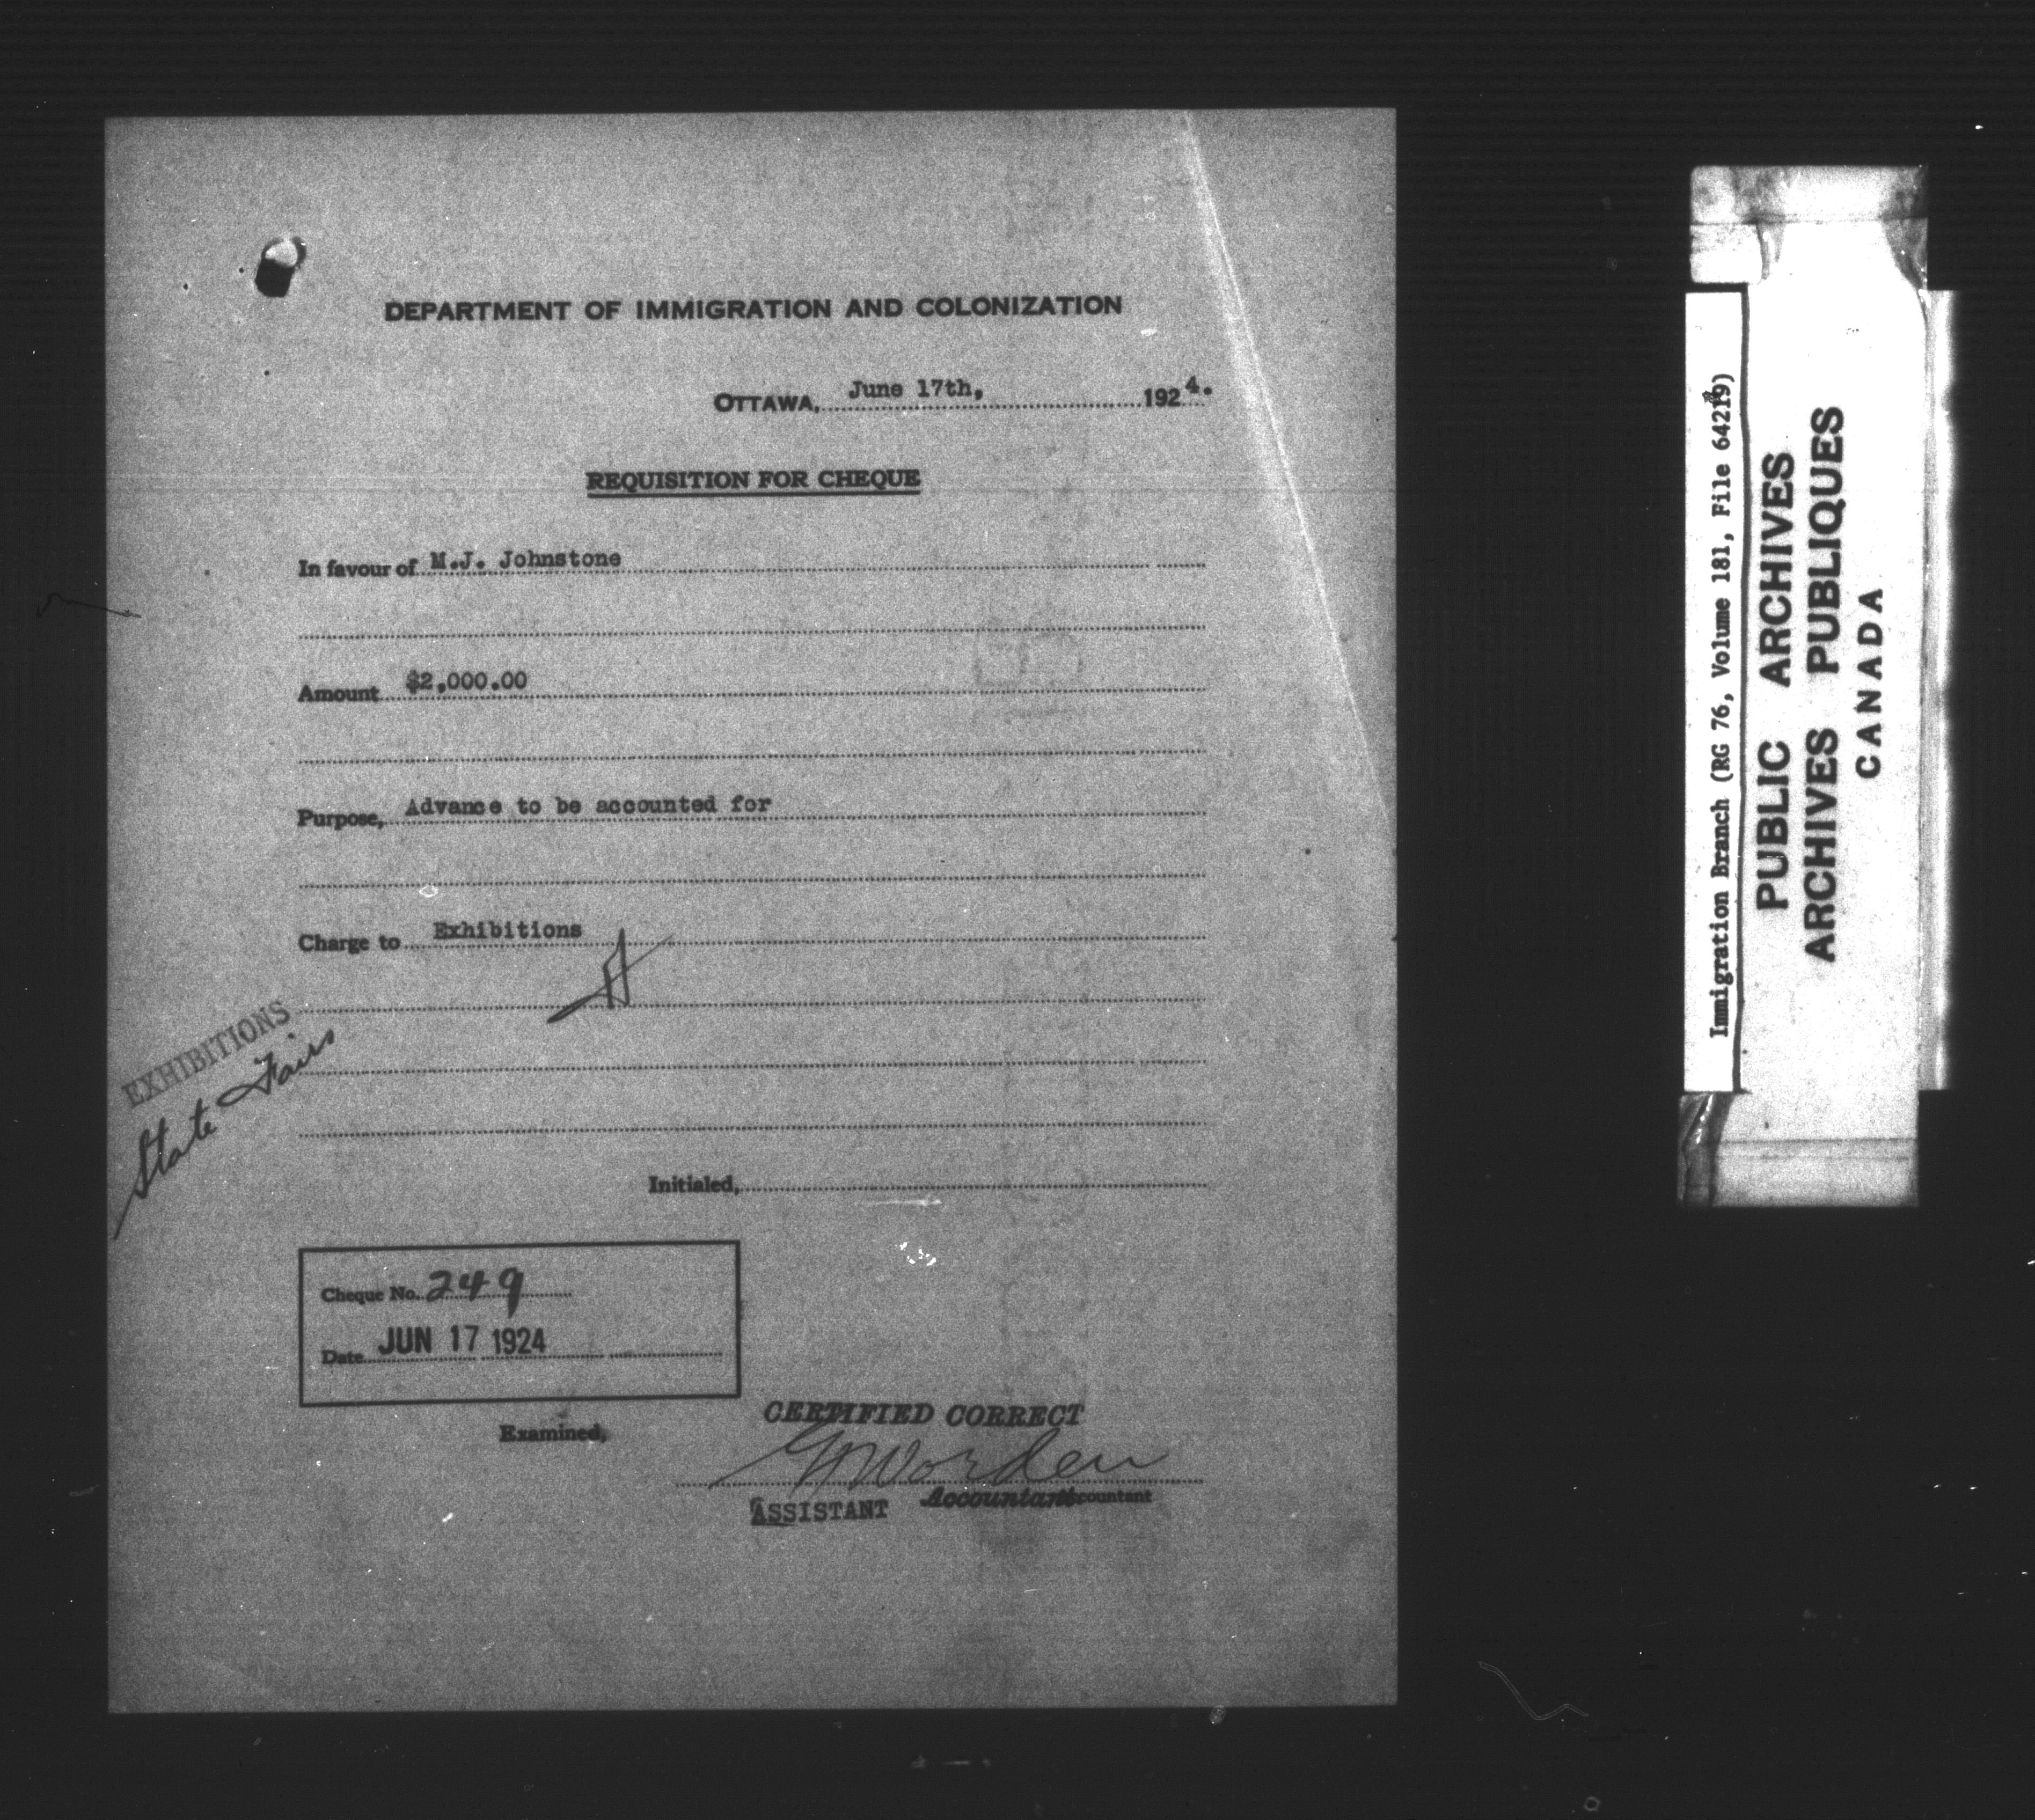 DEPARTMENT OF IMMIGRATION AND COLONIZATION
OTTAWA, June 17th, 1924.
REQUISITION FOR CHEQUE
In favour of M.J. Johnstone
Amount $2,000.00
Purpose, Advance to be accounted for
Charge to Exhibitions
EXHIBITIONS
State Fairs
Initialed,
Cheque No. 249
Date JUN 17 1924
Examined,
CERTIFIED CORRECT
Worden
ASSISTANT Accountant
Immigration Branch (RG 76, Volume 181, File 64219)
PUBLIC ARCHIVES
ARCHIVES PUBLIQUES
CANADA